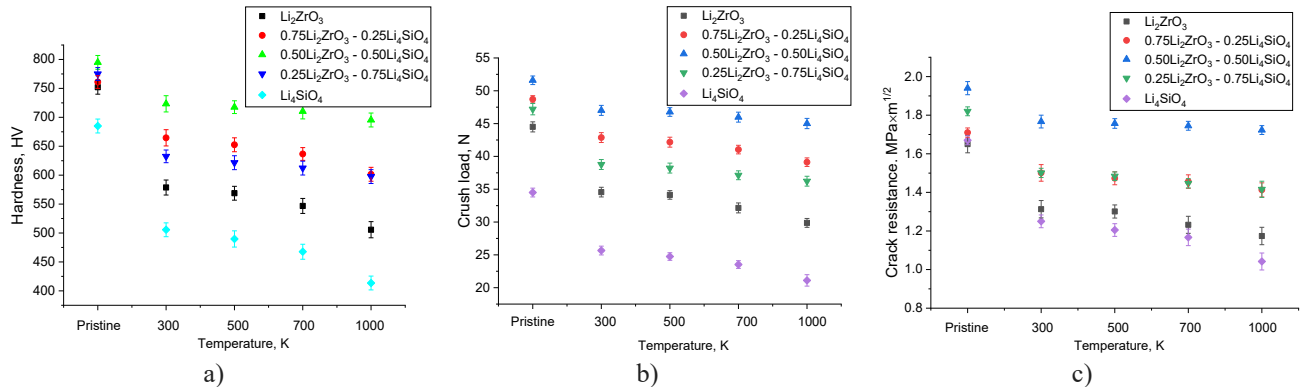 Li₂ZrO₃
0.75Li₂ZrO₃ - 0.25Li₄SiO₄
0.50Li₂ZrO₃ - 0.50Li₄SiO₄
0.25Li₂ZrO₃ - 0.75Li₄SiO₄
Li₄SiO₄
Hardness, HV
800
750
700
650
600
550
500
450
400
Pristine 300 500 700 1000
Temperature, K
a)
Li₂ZrO₃
0.75Li₂ZrO₃ - 0.25Li₄SiO₄
0.50Li₂ZrO₃ - 0.50Li₄SiO₄
0.25Li₂ZrO₃ - 0.75Li₄SiO₄
Li₄SiO₄
Crush load, N
50
45
40
35
30
25
20
Pristine 300 500 700 1000
Temperature, K
b)
Li₂ZrO₃
0.75Li₂ZrO₃ - 0.25Li₄SiO₄
0.50Li₂ZrO₃ - 0.50Li₄SiO₄
0.25Li₂ZrO₃ - 0.75Li₄SiO₄
Li₄SiO₄
Crack resistance. MPa×m¹/²
2.0
1.8
1.6
1.4
1.2
1.0
0.8
Pristine 300 500 700 1000
Temperature, K
c)